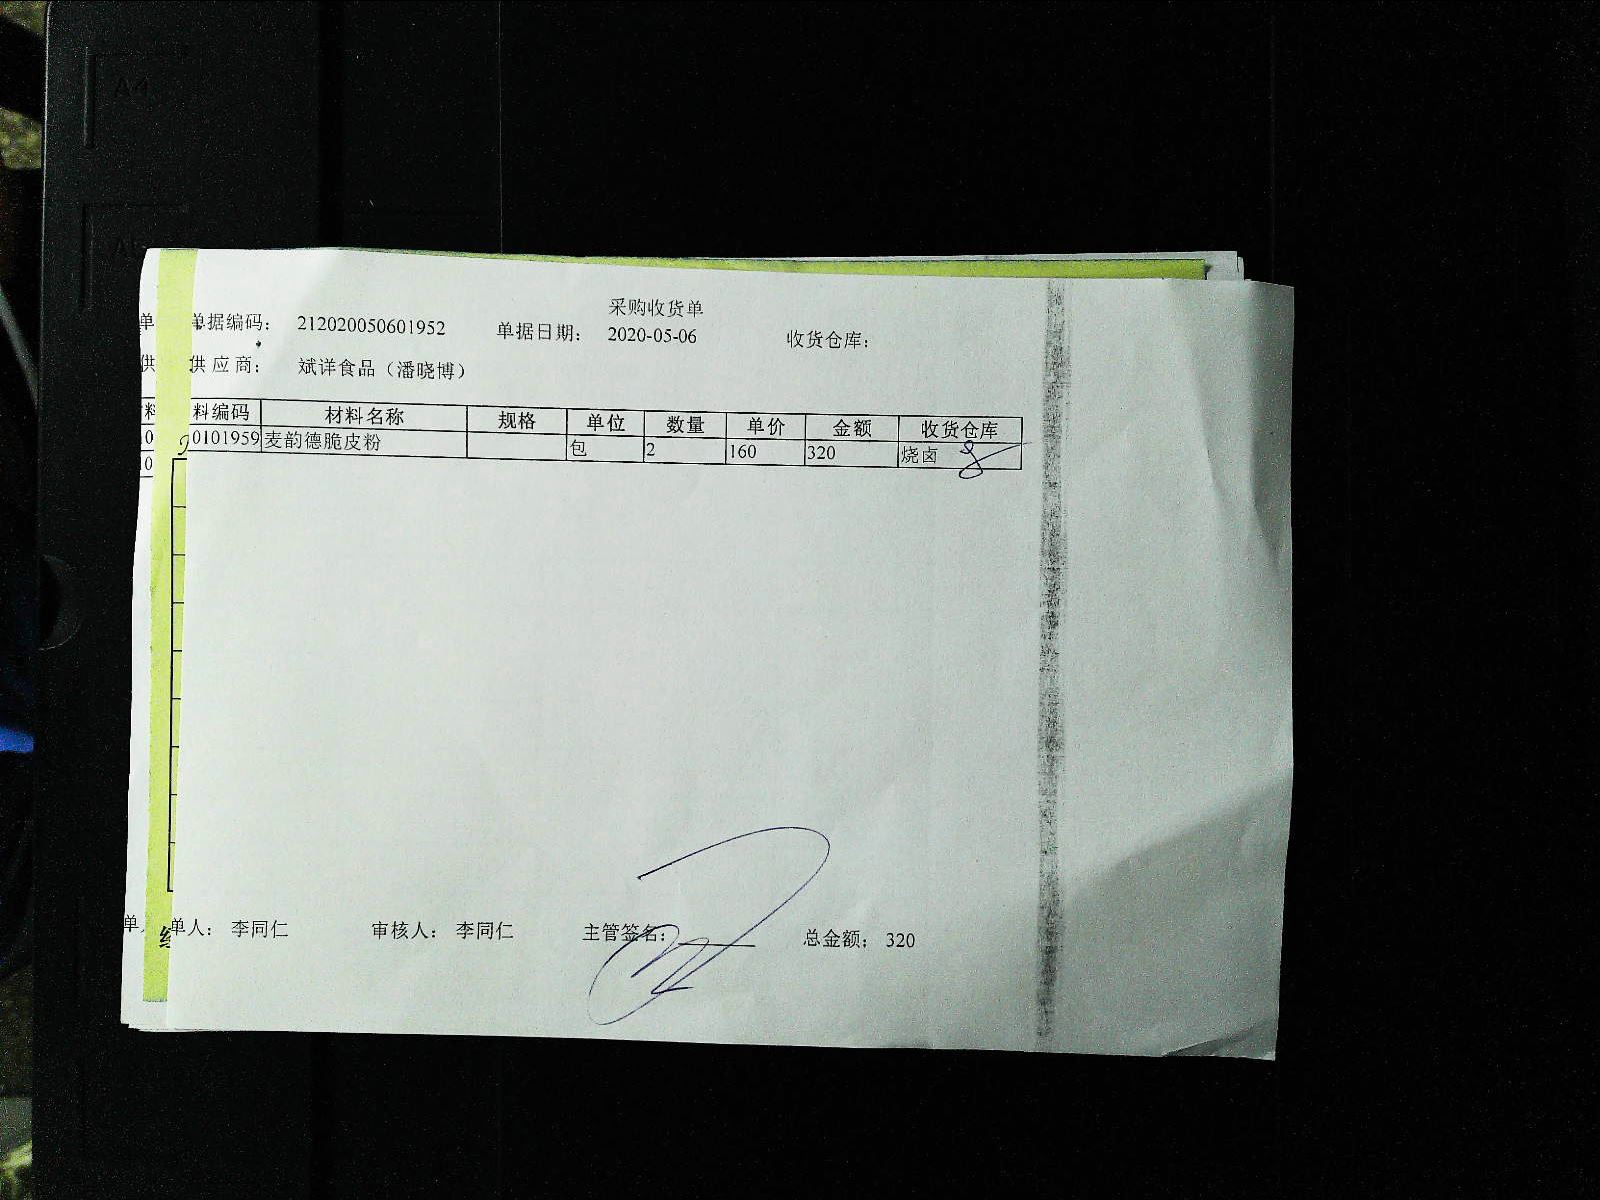 采购收货单
单据编码： 212020050601952 单据日期： 2020-05-06 收货仓库：
供应商： 斌详食品（潘晓博）
料编码 材料名称 规格 单位 数量 单价 金额 收货仓库
0101959 麦韵德脆皮粉 包 2 160 320 烧卤
单人： 李同仁 审核人： 李同仁 主管签名： 总金额： 320